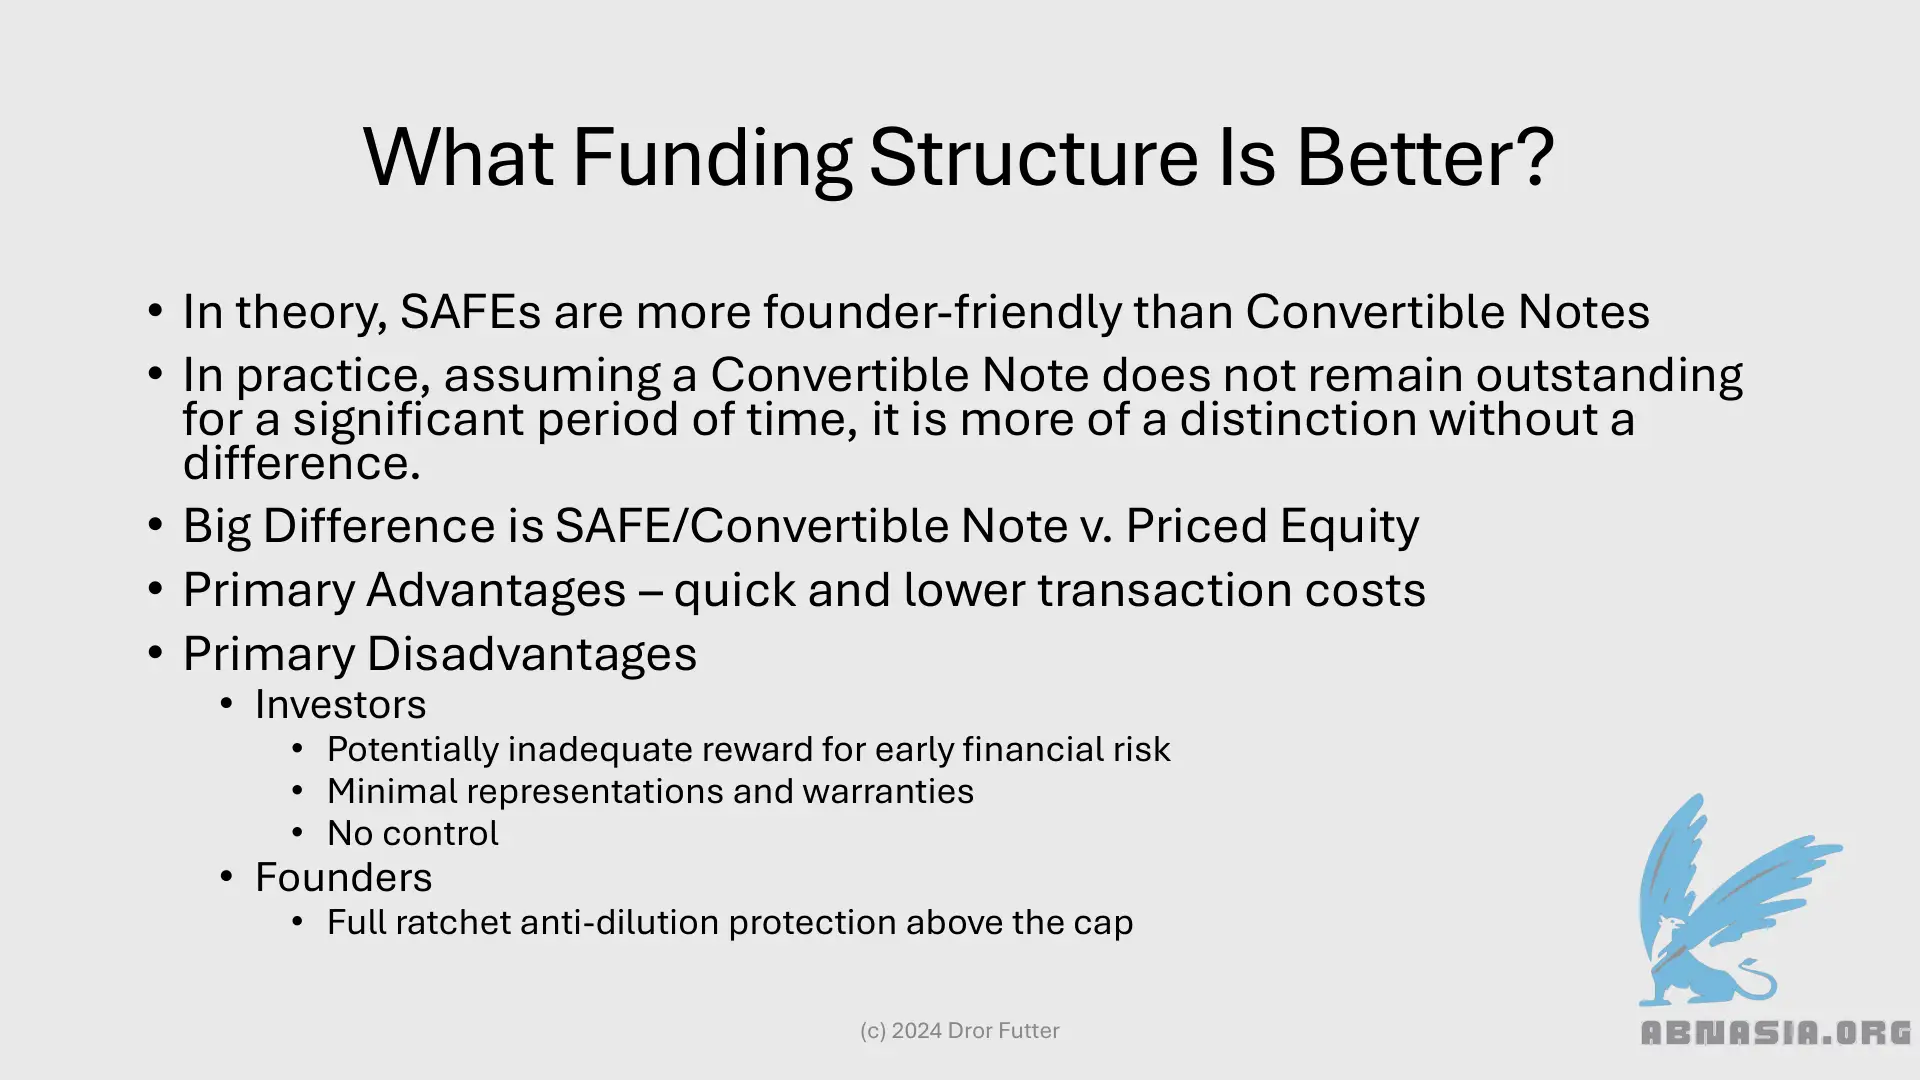 What Funding Structure Is Better?
• In theory, SAFEs are more founder-friendly than Convertible Notes
• In practice, assuming a Convertible Note does not remain outstanding
for a significant period of time, it is more of a distinction without a
difference.
• Big Difference is SAFE/Convertible Note v. Priced Equity
• Primary Advantages – quick and lower transaction costs
• Primary Disadvantages
• Investors
• Potentially inadequate reward for early financial risk
• Minimal representations and warranties
• No control
• Founders
• Full ratchet anti-dilution protection above the cap
(c) 2024 Dror Futter
ABNASIA.ORG